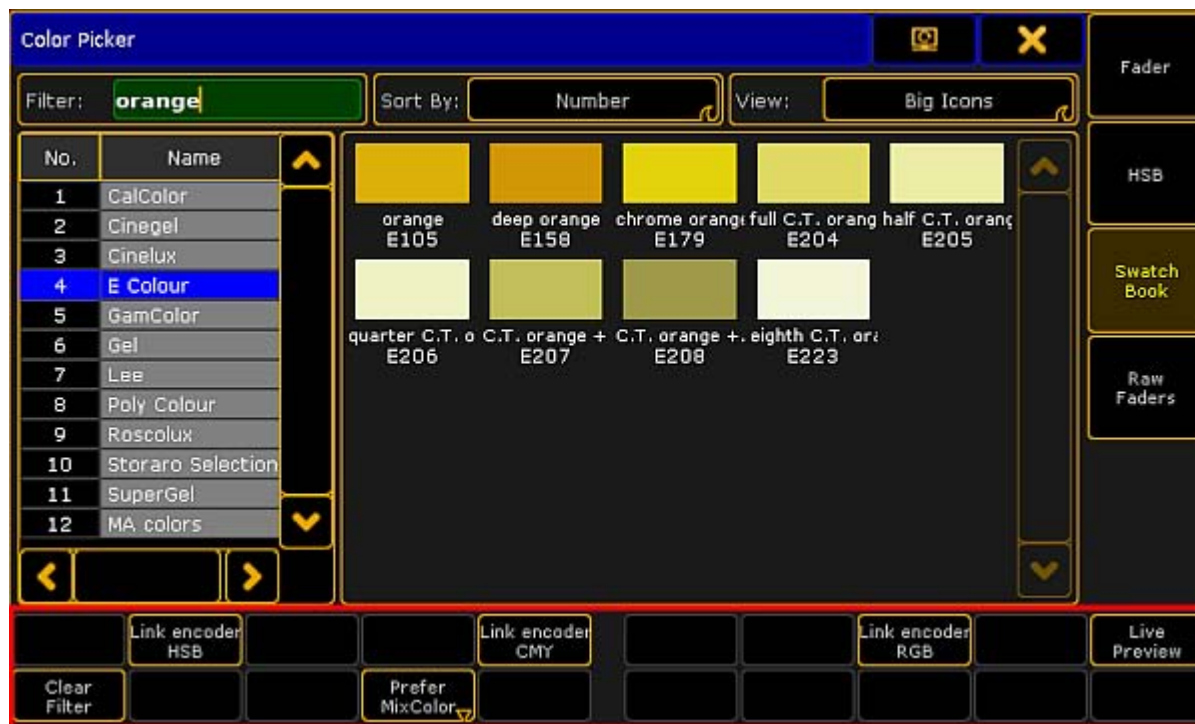 Color Picker
Filter: orange
Sort By: Number
View: Big Icons
Fader
HSB
Swatch
Book
Raw
Faders
No. Name
1 CalColor
2 Cinegel
3 Cinelux
4 E Colour
5 GamColor
6 Gel
7 Lee
8 Poly Colour
9 Roscolux
10 Storaro Selection
11 SuperGel
12 MA colors
orange deep orange chrome orang full C.T. orang half C.T. orang
E105 E158 E179 E204 E205
quarter C.T. o C.T. orange + C.T. orange +. eighth C.T. ora
E206 E207 E208 E223
Link encoder
HSB
Link encoder
CMY
Link encoder
RGB
Live
Preview
Clear
Filter
Prefer
MixColor